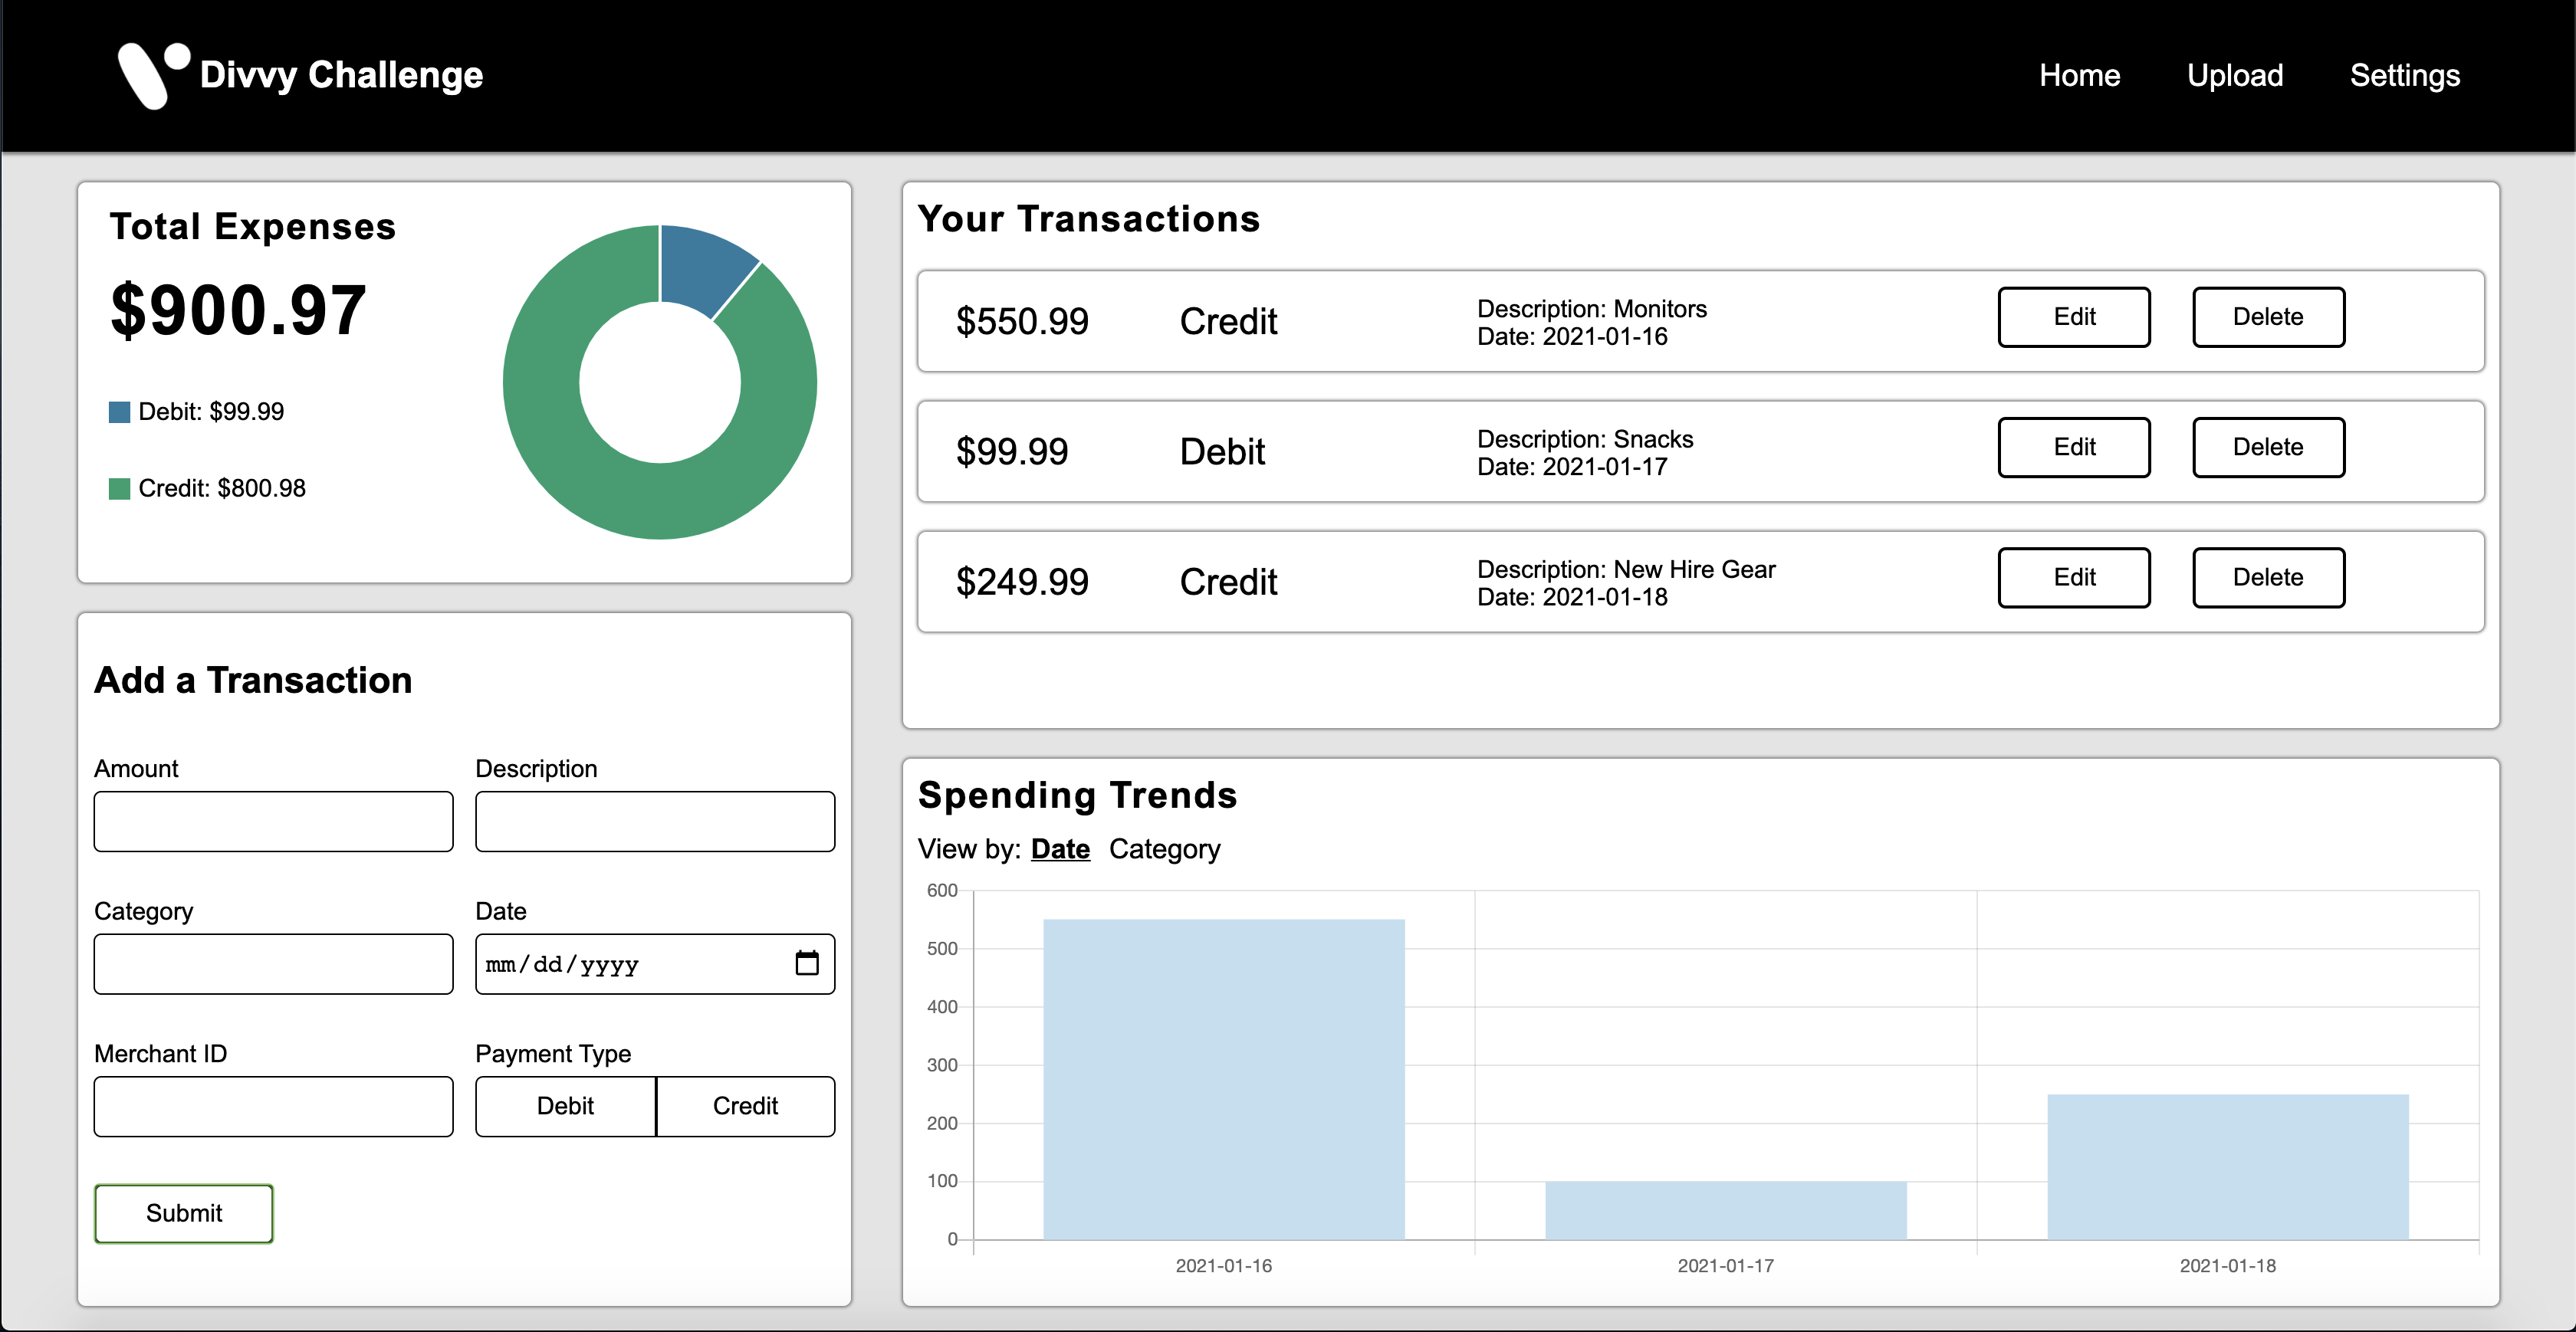 Divvy Challenge
Home Upload Settings
Total Expenses
$900.97
Debit: $99.99
Credit: $800.98
Add a Transaction
Amount Description
Category Date
mm/dd/yyyy
Merchant ID Payment Type
Debit Credit
Submit
Your Transactions
$550.99 Credit Description: Monitors
Date: 2021-01-16
Edit Delete
$99.99 Debit Description: Snacks
Date: 2021-01-17
Edit Delete
$249.99 Credit Description: New Hire Gear
Date: 2021-01-18
Edit Delete
Spending Trends
View by: Date Category
600
500
400
300
200
100
0
2021-01-16 2021-01-17 2021-01-18